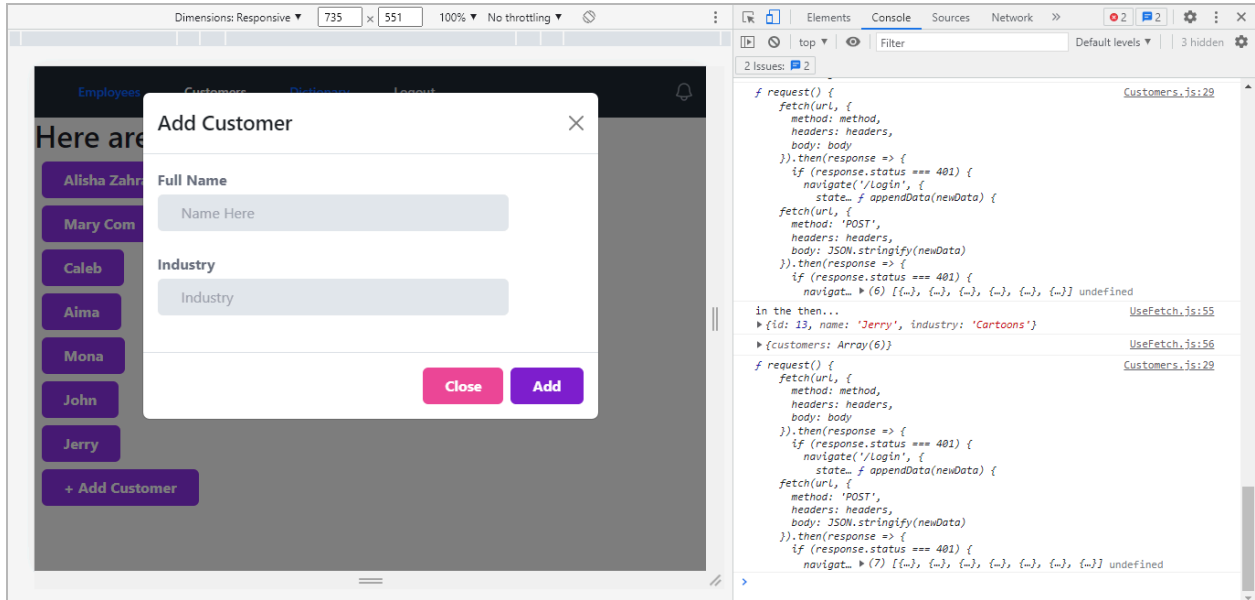 Dimensions: Responsive ▼ 735 × 551 100% ▼ No throttling ▼
Employees Customers Dictionary Logout
Here are
Alisha Zahra
Mary Com
Caleb
Aima
Mona
John
Jerry
+ Add Customer
Add Customer
Full Name
Name Here
Industry
Industry
Close Add
Elements Console Sources Network » 2 2
top ▼ Filter Default levels ▼ 3 hidden
2 Issues: 2
ƒ request() { Customers.js:29
fetch(url, {
method: method,
headers: headers,
body: body
}).then(response => {
if (response.status === 401) {
navigate('/login', {
state… ƒ appendData(newData) {
fetch(url, {
method: 'POST',
headers: headers,
body: JSON.stringify(newData)
}).then(response => {
if (response.status === 401) {
navigat… ▶ (6) [{…}, {…}, {…}, {…}, {…}, {…}] undefined
in the then... UseFetch.js:55
▶ {id: 13, name: 'Jerry', industry: 'Cartoons'}
▶ {customers: Array(6)} UseFetch.js:56
ƒ request() { Customers.js:29
fetch(url, {
method: method,
headers: headers,
body: body
}).then(response => {
if (response.status === 401) {
navigate('/login', {
state… ƒ appendData(newData) {
fetch(url, {
method: 'POST',
headers: headers,
body: JSON.stringify(newData)
}).then(response => {
if (response.status === 401) {
navigat… ▶ (7) [{…}, {…}, {…}, {…}, {…}, {…}, {…}] undefined
>